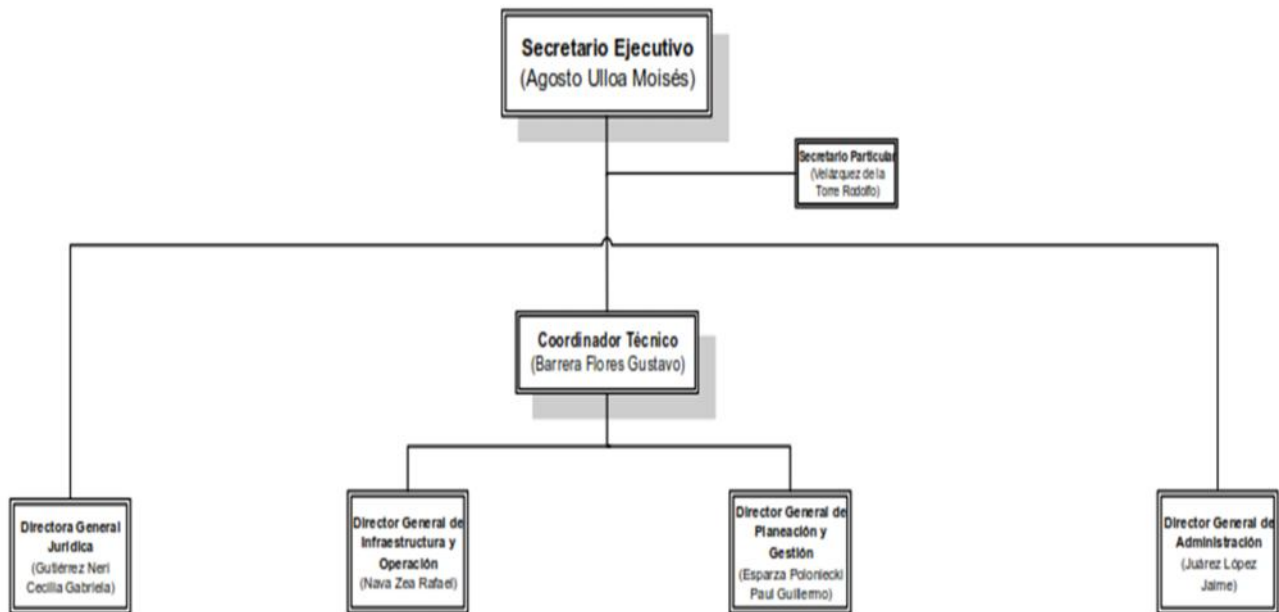 Secretario Ejecutivo
(Agosto Ulloa Moisés)
Secretario Particular
(Velázquez de la
Torre Rodolfo)
Coordinador Técnico
(Barrera Flores Gustavo)
Directora General
Jurídica
(Gutiérrez Neri
Cecilia Gabriela)
Director General de
Infraestructura y
Operación
(Nava Zea Rafael)
Director General de
Planeación y
Gestión
(Esparza Poloniecki
Paul Guillermo)
Director General de
Administración
(Juárez López
Jaime)